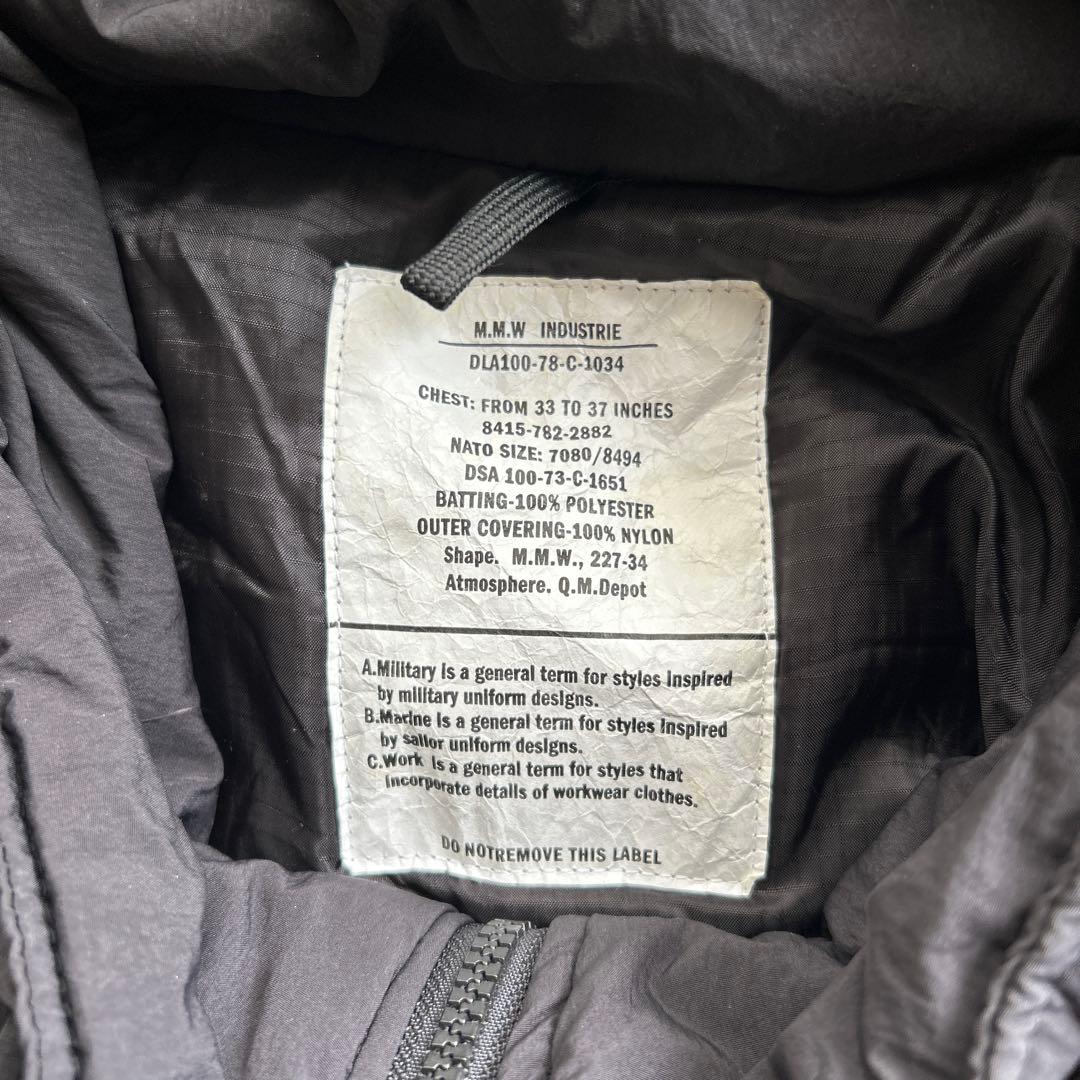 M.M.W INDUSTRIE
DLA100-78-C-1034
CHEST: FROM 33 TO 37 INCHES
8415-782-2882
NATO SIZE: 7080/8494
DSA 100-73-C-1651
BATTING-100% POLYESTER
OUTER COVERING-100% NYLON
Shape. M.M.W., 227-34
Atmosphere. Q.M.Depot
A.Military is a general term for styles inspired
by military uniform designs.
B.Marine is a general term for styles inspired
by sailor uniform designs.
C.Work is a general term for styles that
incorporate details of workwear clothes.
DO NOTREMOVE THIS LABEL